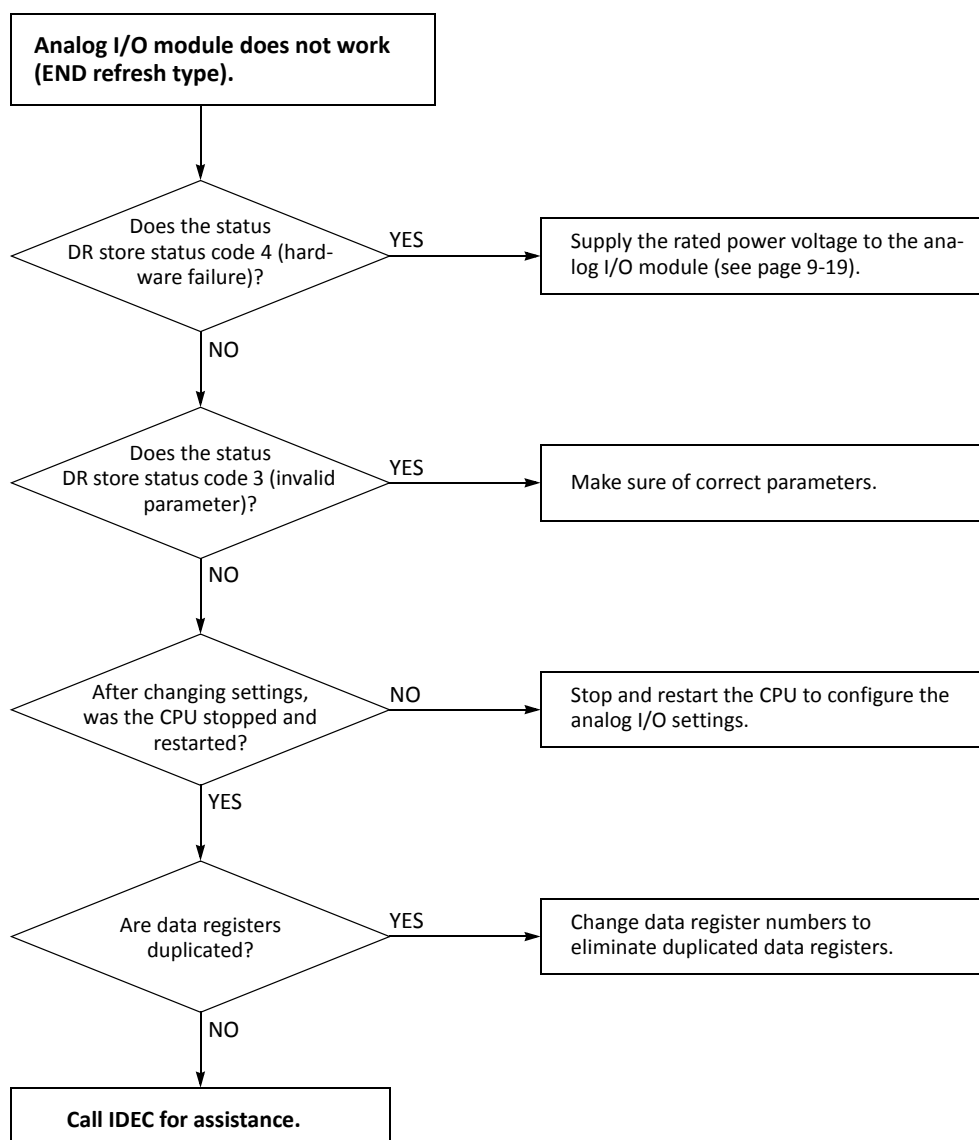 Analog I/O module does not work
(END refresh type).
Does the status
DR store status code 4 (hard-
ware failure)?
YES
Supply the rated power voltage to the ana-
log I/O module (see page 9-19).
NO
Does the status
DR store status code 3 (invalid
parameter)?
YES
Make sure of correct parameters.
NO
After changing settings,
was the CPU stopped and
restarted?
NO
Stop and restart the CPU to configure the
analog I/O settings.
YES
Are data registers
duplicated?
YES
Change data register numbers to
eliminate duplicated data registers.
NO
Call IDEC for assistance.